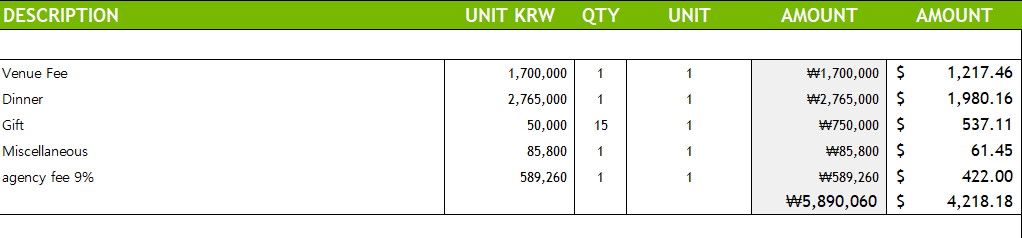 DESCRIPTION UNIT KRW QTY UNIT AMOUNT AMOUNT
Venue Fee 1,700,000 1 1 ₩1,700,000 $ 1,217.46
Dinner 2,765,000 1 1 ₩2,765,000 $ 1,980.16
Gift 50,000 15 1 ₩750,000 $ 537.11
Miscellaneous 85,800 1 1 ₩85,800 $ 61.45
agency fee 9% 589,260 1 1 ₩589,260 $ 422.00
₩5,890,060 $ 4,218.18